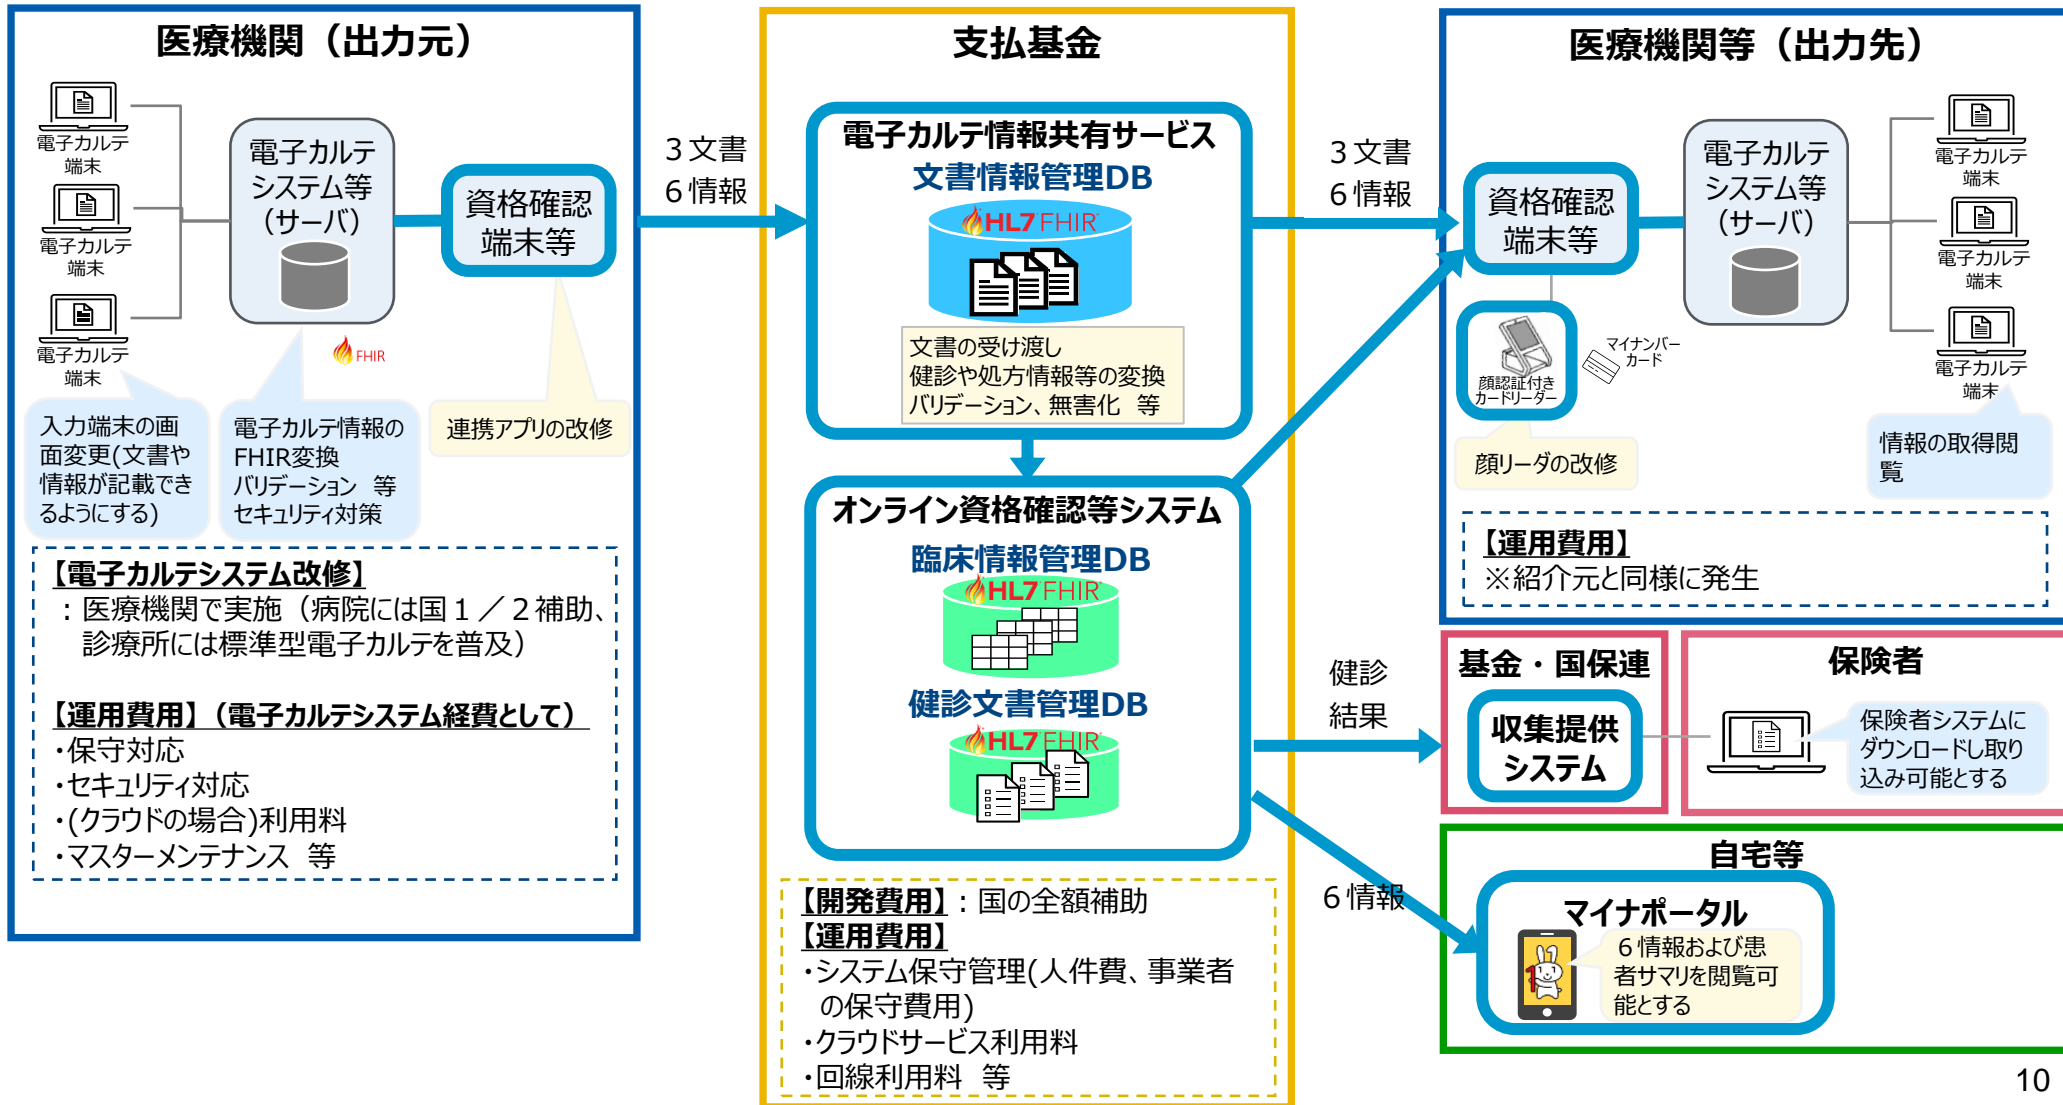 医療機関（出力元）
電子カルテ
端末
電子カルテ
端末
電子カルテ
端末
電子カルテ
システム等
（サーバ）
資格確認
端末等
FHIR
入力端末の画
面変更(文書や
情報が記載でき
るようにする)
電子カルテ情報の
FHIR変換
バリデーション　等
セキュリティ対策
連携アプリの改修
【電子カルテシステム改修】
：医療機関で実施（病院には国１／２補助、
診療所には標準型電子カルテを普及）
【運用費用】（電子カルテシステム経費として）
・保守対応
・セキュリティ対応
・(クラウドの場合)利用料
・マスターメンテナンス　等
３文書
６情報
支払基金
電子カルテ情報共有サービス
文書情報管理DB
HL7 FHIR
文書の受け渡し
健診や処方情報等の変換
バリデーション、無害化　等
オンライン資格確認等システム
臨床情報管理DB
HL7 FHIR
健診文書管理DB
HL7 FHIR
【開発費用】：国の全額補助
【運用費用】
・システム保守管理(人件費、事業者
の保守費用)
・クラウドサービス利用料
・回線利用料　等
３文書
６情報
健診
結果
６情報
医療機関等（出力先）
資格確認
端末等
電子カルテ
システム等
（サーバ）
電子カルテ
端末
電子カルテ
端末
電子カルテ
端末
顔認証付き
カードリーダー
マイナンバー
カード
顔リーダの改修
情報の取得閲
覧
【運用費用】
※紹介元と同様に発生
基金・国保連
収集提供
システム
保険者
保険者システムに
ダウンロードし取り
込み可能とする
自宅等
マイナポータル
６情報および患
者サマリを閲覧可
能とする
10